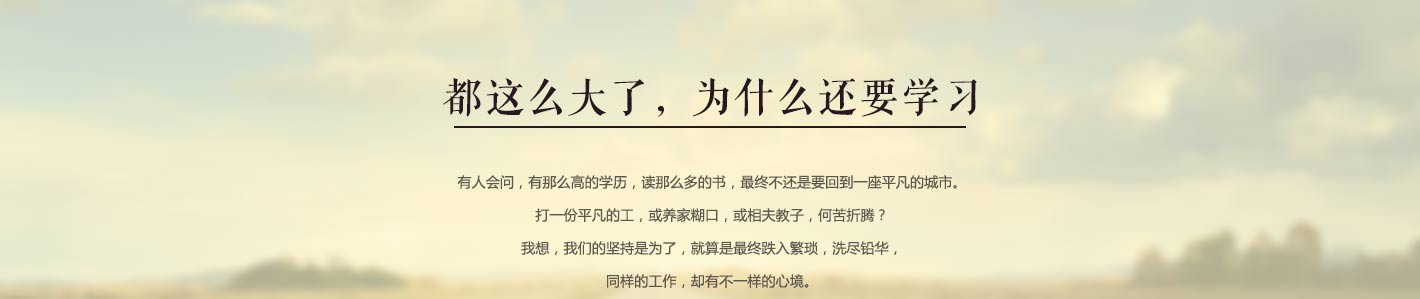 都这么大了，为什么还要学习
有人会问，有那么高的学历，读那么多的书，最终不还是要回到一座平凡的城市。
打一份平凡的工，或养家糊口，或相夫教子，何苦折腾？
我想，我们的坚持是为了，就算是最终跌入繁琐，洗尽铅华，
同样的工作，却有不一样的心境。